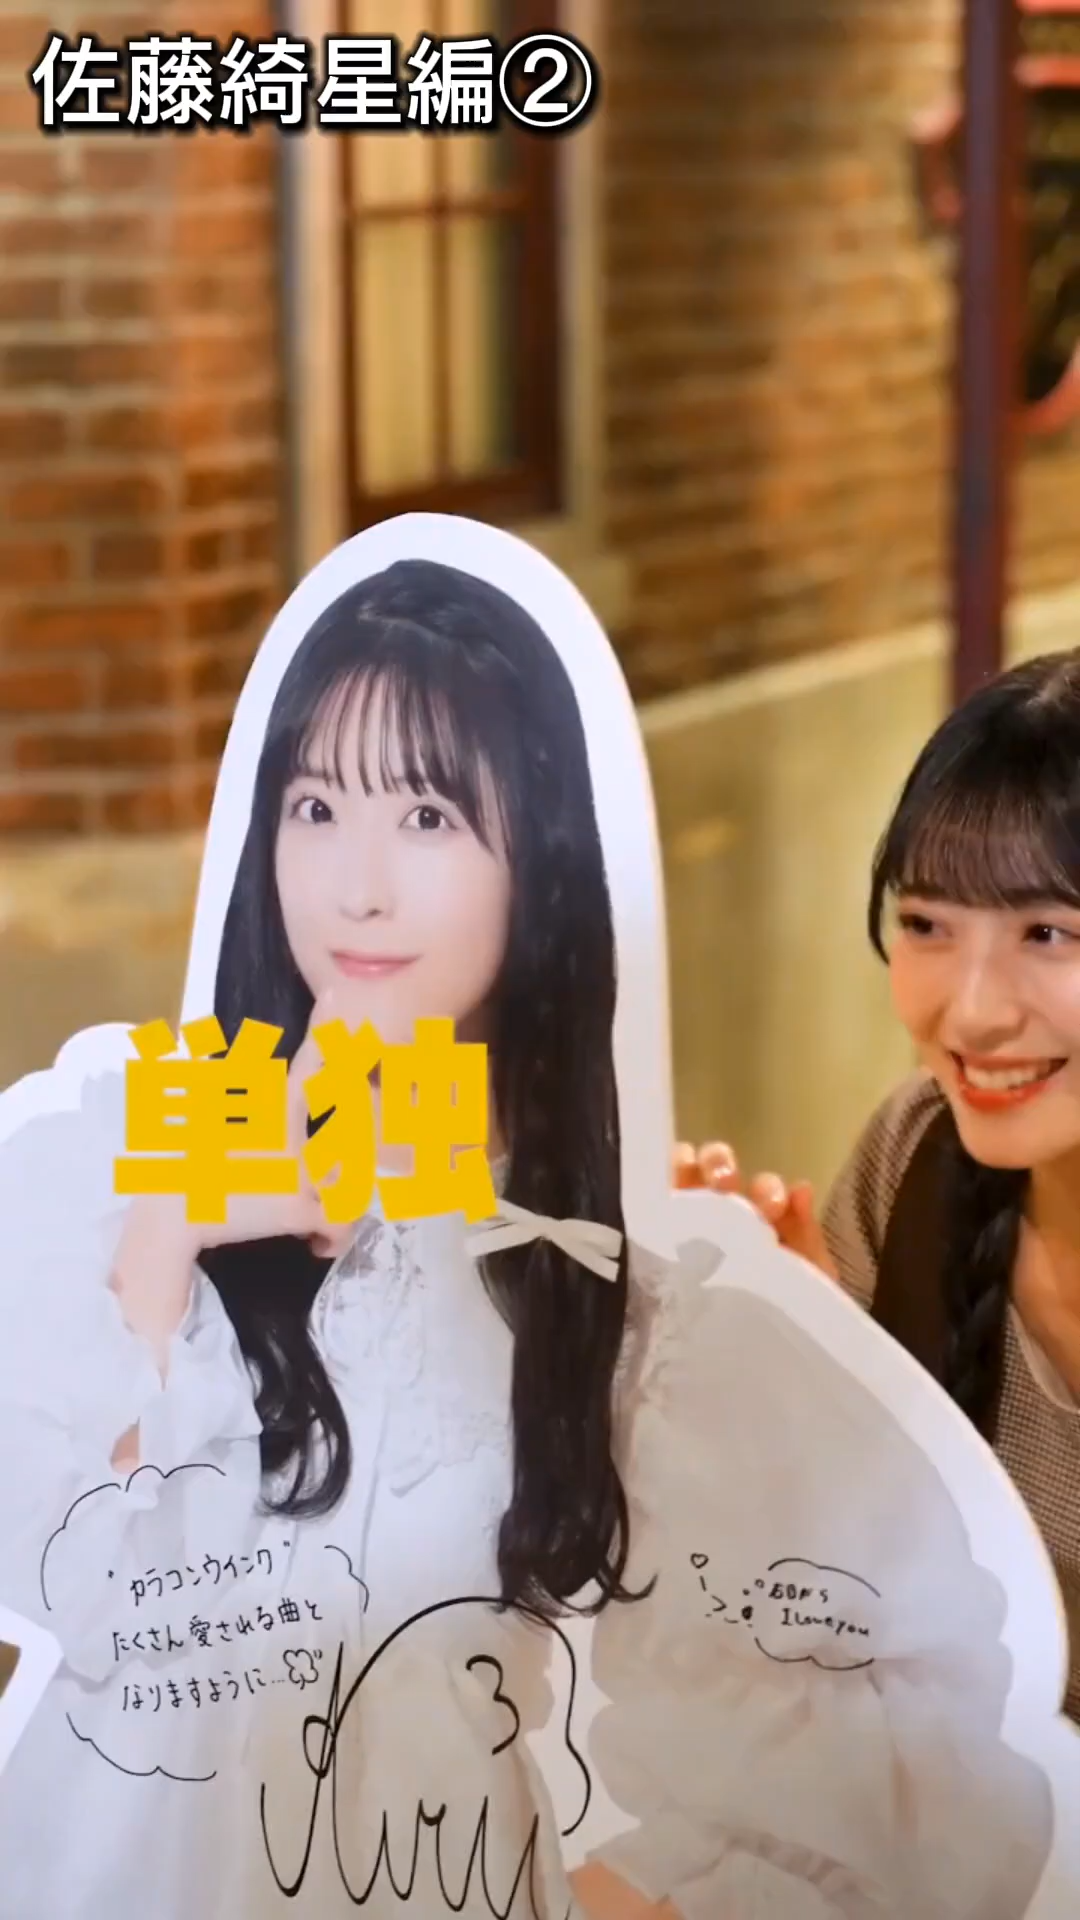 佐藤綺星編②
単独
"カラコンウインク"
たくさん愛される曲と
なりますように...
I Love you
Airi